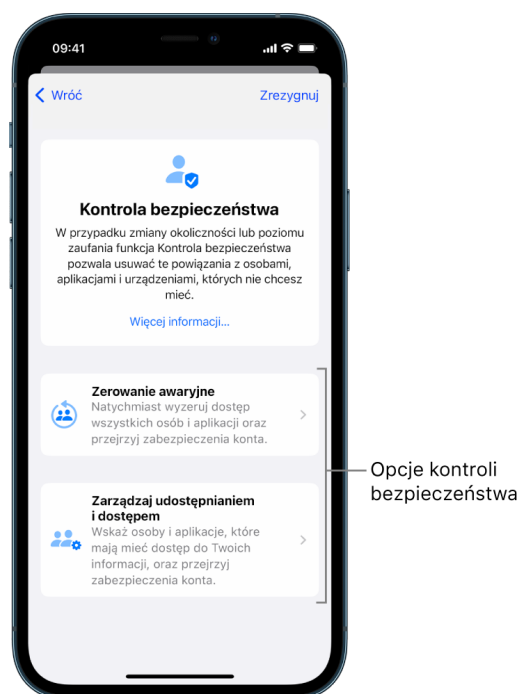 09:41
Wróć
Zrezygnuj
Kontrola bezpieczeństwa
W przypadku zmiany okoliczności lub poziomu
zaufania funkcja Kontrola bezpieczeństwa
pozwala usuwać te powiązania z osobami,
aplikacjami i urządzeniami, których nie chcesz
mieć.
Więcej informacji...
Zerowanie awaryjne
Natychmiast wyzeruj dostęp
wszystkich osób i aplikacji oraz
przejrzyj zabezpieczenia konta.
Zarządzaj udostępnianiem
i dostępem
Wskaż osoby i aplikacje, które
mają mieć dostęp do Twoich
informacji, oraz przejrzyj
zabezpieczenia konta.
Opcje kontroli
bezpieczeństwa